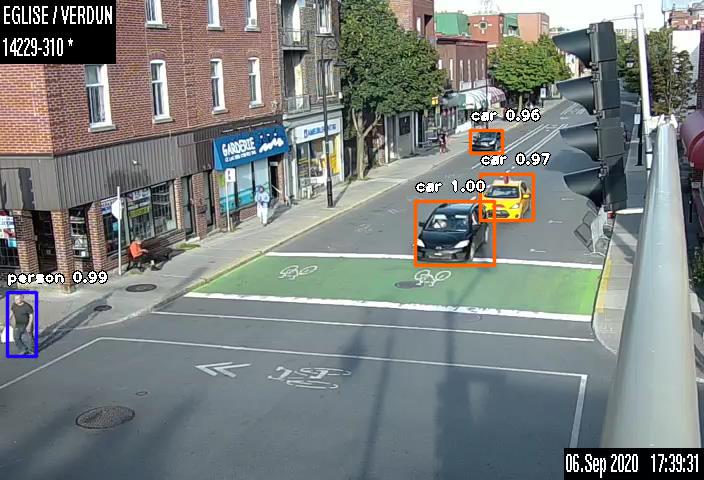 EGLISE / VERDUN
14229-310 *
car 0.96
car 0.97
car 1.00
GARDERIE
person 0.99
06.Sep 2020 17:39:31